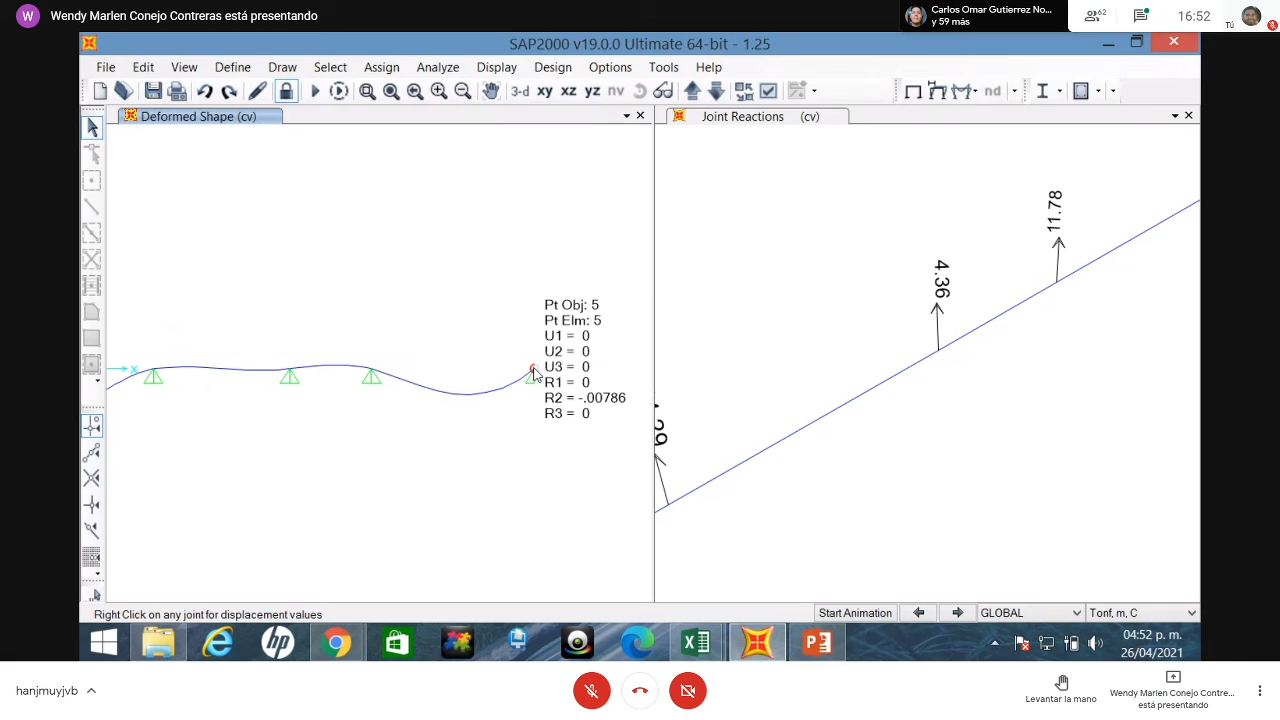 W
Wendy Marlen Conejo Contreras está presentando
Carlos Omar Gutierrez No...
y 59 más
62
16:52
Tú
SAP2000 v19.0.0 Ultimate 64-bit - 1.25
File Edit View Define Draw Select Assign Analyze Display Design Options Tools Help
3-d xy xz yz nv
nd
Deformed Shape (cv)
Joint Reactions (cv)
Pt Obj: 5
Pt Elm: 5
U1 = 0
U2 = 0
U3 = 0
R1 = 0
R2 = -.00786
R3 = 0
X
11.78
4.36
Right Click on any joint for displacement values
Start Animation
GLOBAL
Tonf, m, C
04:52 p. m.
26/04/2021
hanjmuyjvb
Levantar la mano
Wendy Marlen Conejo Contre...
está presentando